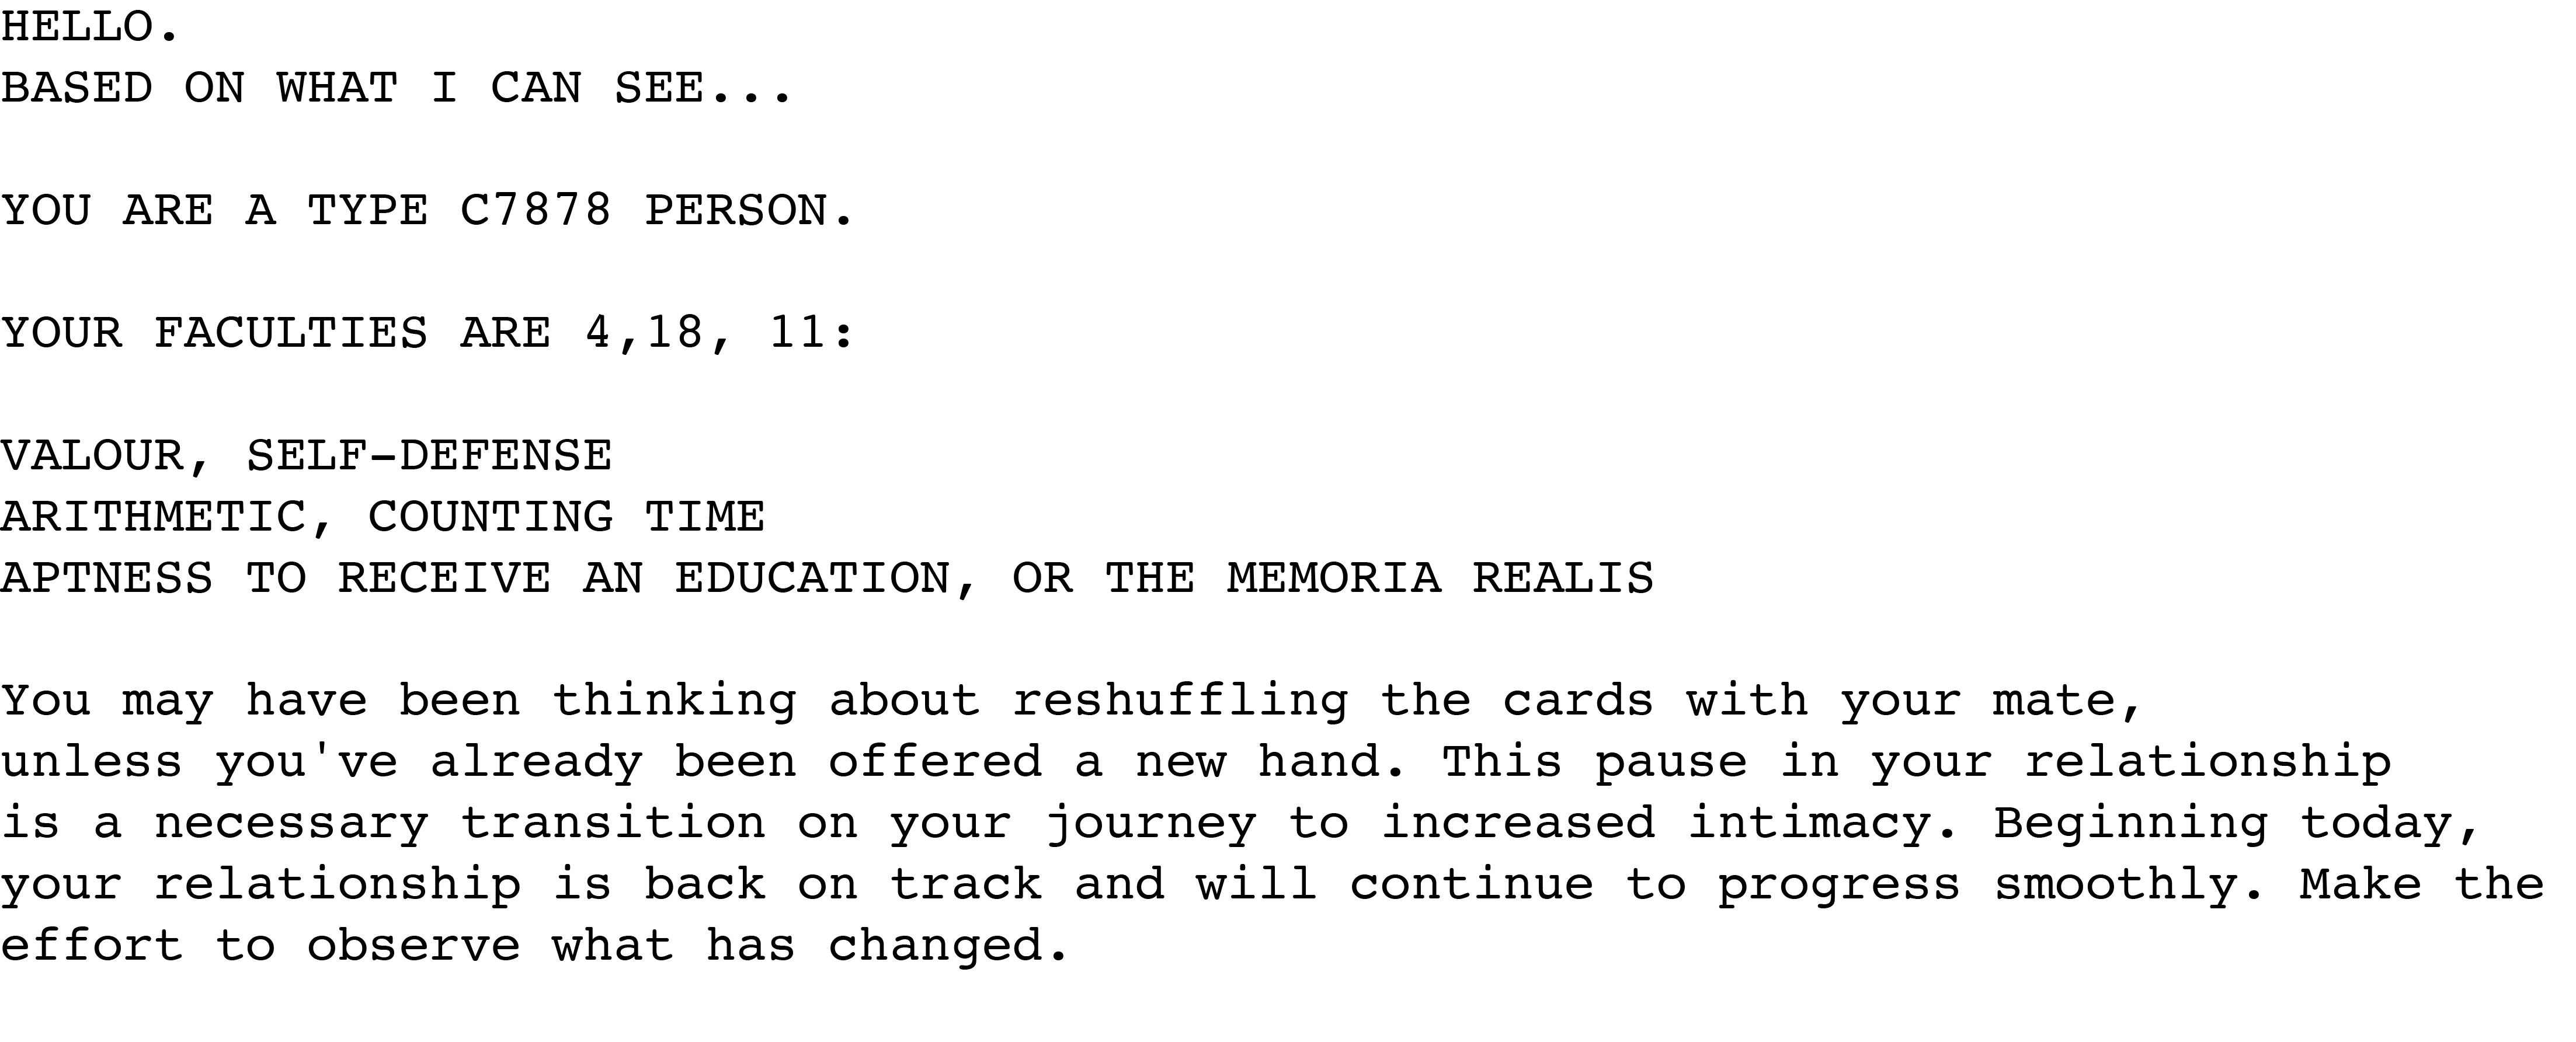 HELLO.
BASED ON WHAT I CAN SEE...
YOU ARE A TYPE C7878 PERSON.
YOUR FACULTIES ARE 4,18, 11:
VALOUR, SELF-DEFENSE
ARITHMETIC, COUNTING TIME
APTNESS TO RECEIVE AN EDUCATION, OR THE MEMORIA REALIS
You may have been thinking about reshuffling the cards with your mate,
unless you've already been offered a new hand. This pause in your relationship
is a necessary transition on your journey to increased intimacy. Beginning today,
your relationship is back on track and will continue to progress smoothly. Make the
effort to observe what has changed.